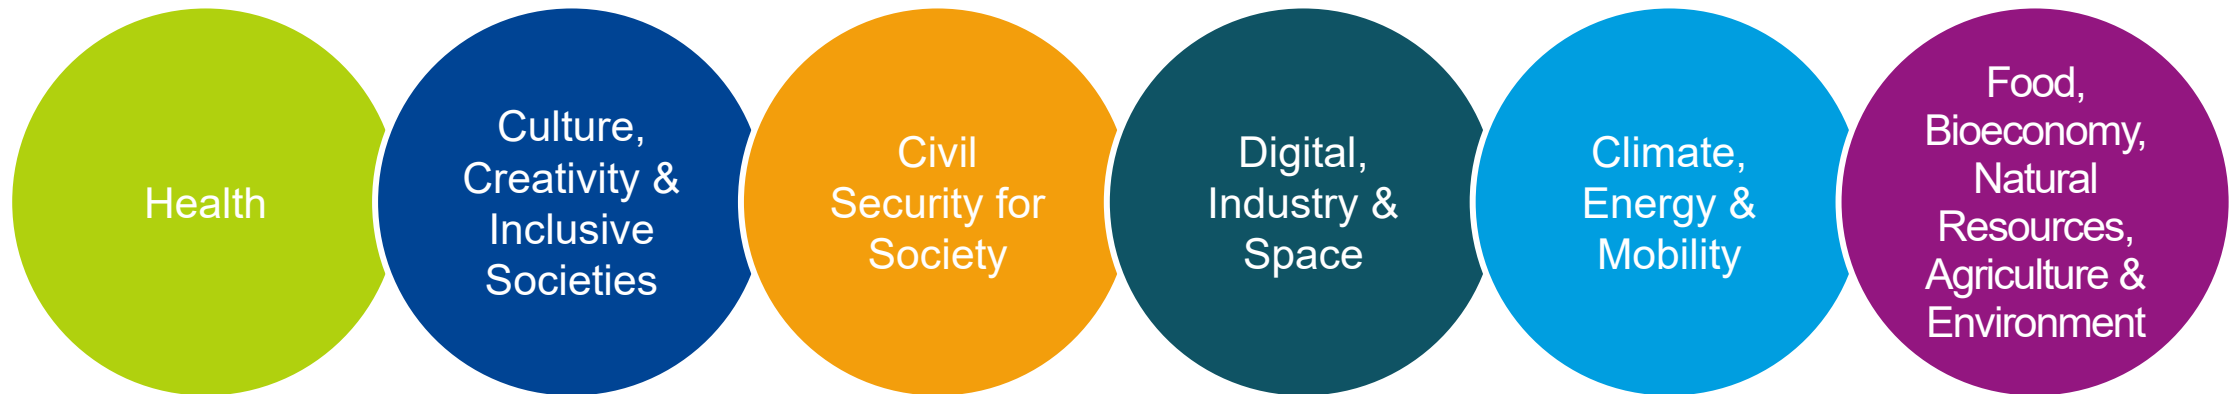 Health
Culture,
Creativity &
Inclusive
Societies
Civil
Security for
Society
Digital,
Industry &
Space
Climate,
Energy &
Mobility
Food,
Bioeconomy,
Natural
Resources,
Agriculture &
Environment